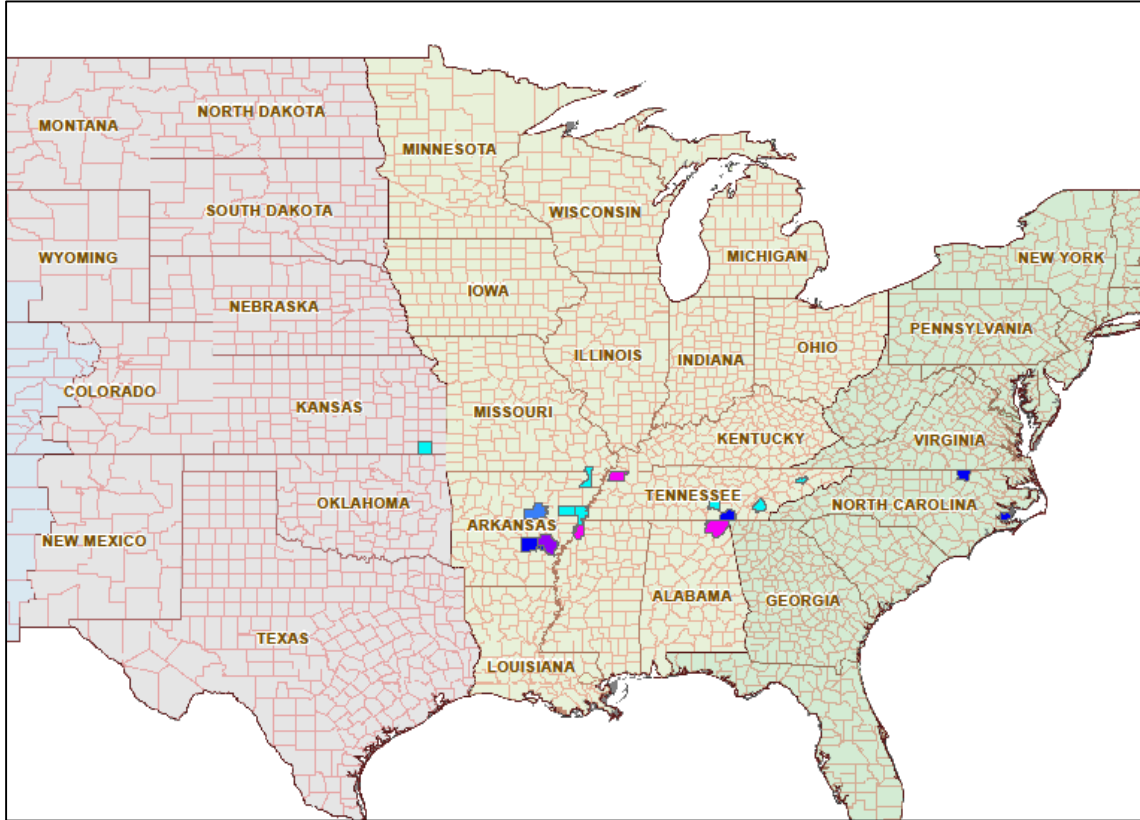 NORTH DAKOTA
MONTANA
MINNESOTA
SOUTH DAKOTA
WISCONSIN
WYOMING
MICHIGAN
NEW YORK
IOWA
NEBRASKA
PENNSYLVANIA
OHIO
ILLINOIS
INDIANA
COLORADO
KANSAS
MISSOURI
KENTUCKY
VIRGINIA
TENNESSEE
OKLAHOMA
NORTH CAROLINA
ARKANSAS
NEW MEXICO
ALABAMA
GEORGIA
TEXAS
LOUISIANA